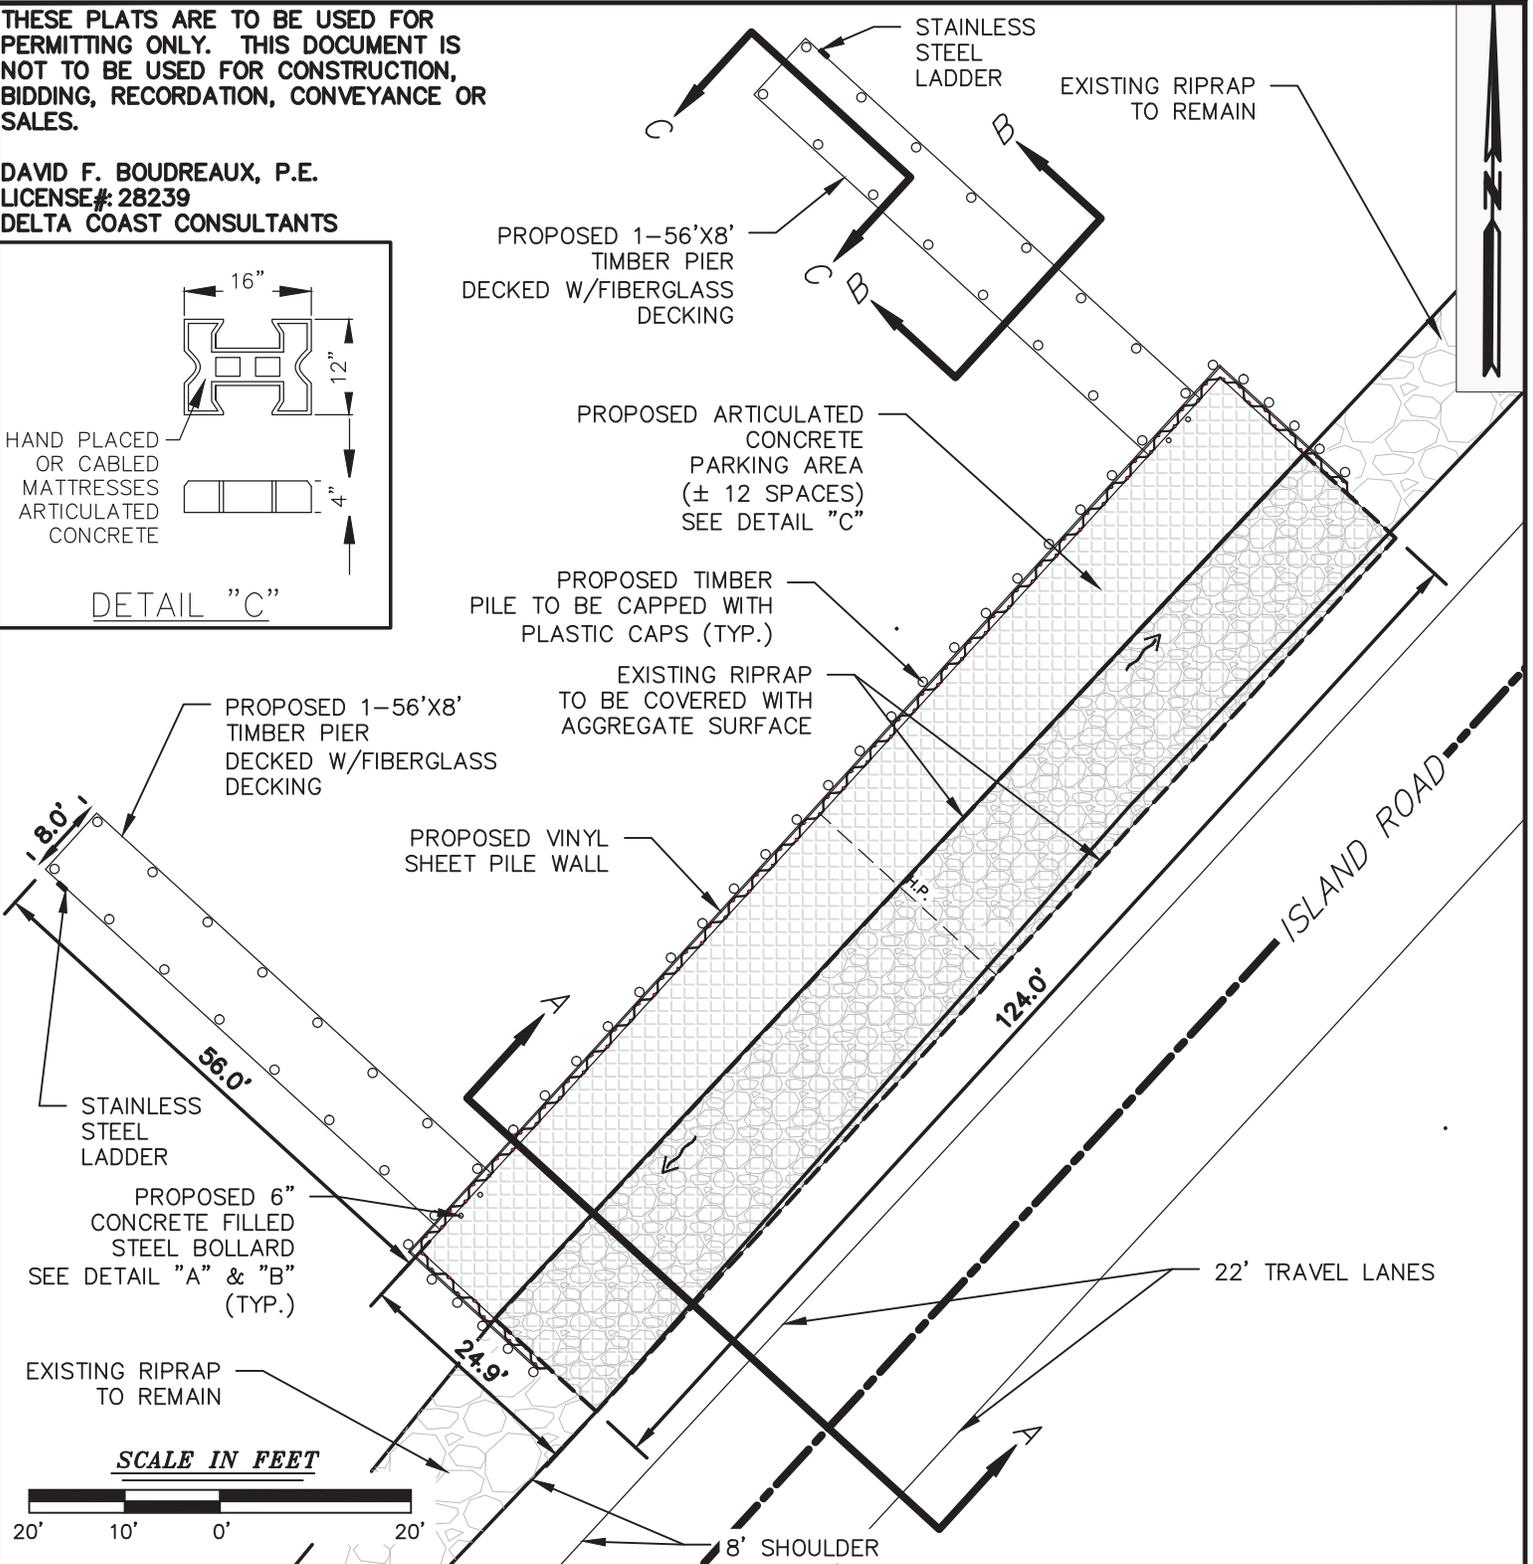 THESE PLATS ARE TO BE USED FOR
PERMITTING ONLY. THIS DOCUMENT IS
NOT TO BE USED FOR CONSTRUCTION,
BIDDING, RECORDATION, CONVEYANCE OR
SALES.
DAVID F. BOUDREAUX, P.E.
LICENSE#: 28239
DELTA COAST CONSULTANTS
16"
12"
HAND PLACED
OR CABLED
MATTRESSES
ARTICULATED
CONCRETE
4"
DETAIL "C"
STAINLESS
STEEL
LADDER
EXISTING RIPRAP
TO REMAIN
N
C
C
B
B
PROPOSED 1-56'X8'
TIMBER PIER
DECKED W/FIBERGLASS
DECKING
PROPOSED ARTICULATED
CONCRETE
PARKING AREA
(± 12 SPACES)
SEE DETAIL "C"
PROPOSED TIMBER
PILE TO BE CAPPED WITH
PLASTIC CAPS (TYP.)
EXISTING RIPRAP
TO BE COVERED WITH
AGGREGATE SURFACE
PROPOSED 1-56'X8'
TIMBER PIER
DECKED W/FIBERGLASS
DECKING
8.0'
PROPOSED VINYL
SHEET PILE WALL
H.P.
ISLAND ROAD
124.0'
A
56.0'
STAINLESS
STEEL
LADDER
PROPOSED 6"
CONCRETE FILLED
STEEL BOLLARD
SEE DETAIL "A" & "B"
(TYP.)
22' TRAVEL LANES
24.9'
EXISTING RIPRAP
TO REMAIN
A
SCALE IN FEET
20' 10' 0' 20'
8' SHOULDER